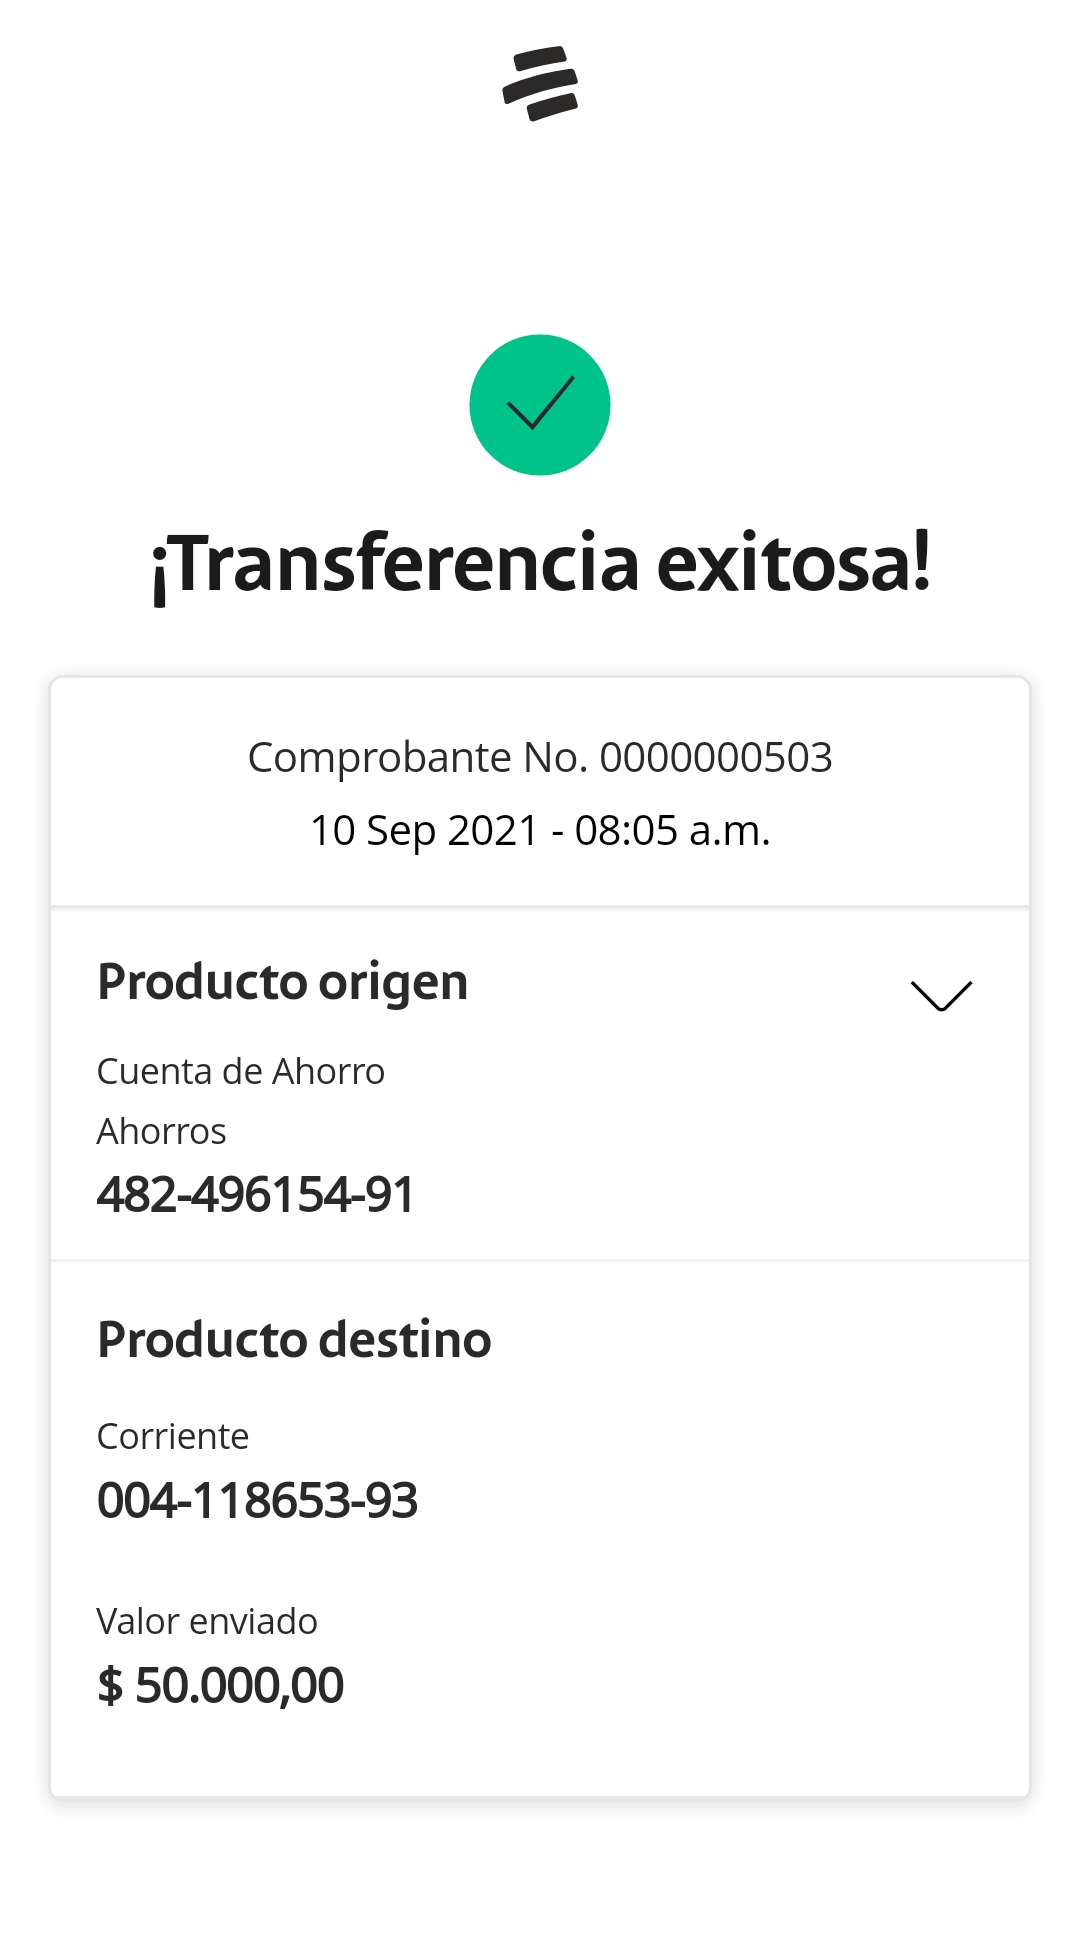 ¡Transferencia exitosa!
Comprobante No. 0000000503
10 Sep 2021 - 08:05 a.m.
Producto origen
Cuenta de Ahorro
Ahorros
482-496154-91
Producto destino
Corriente
004-118653-93
Valor enviado
$ 50.000,00